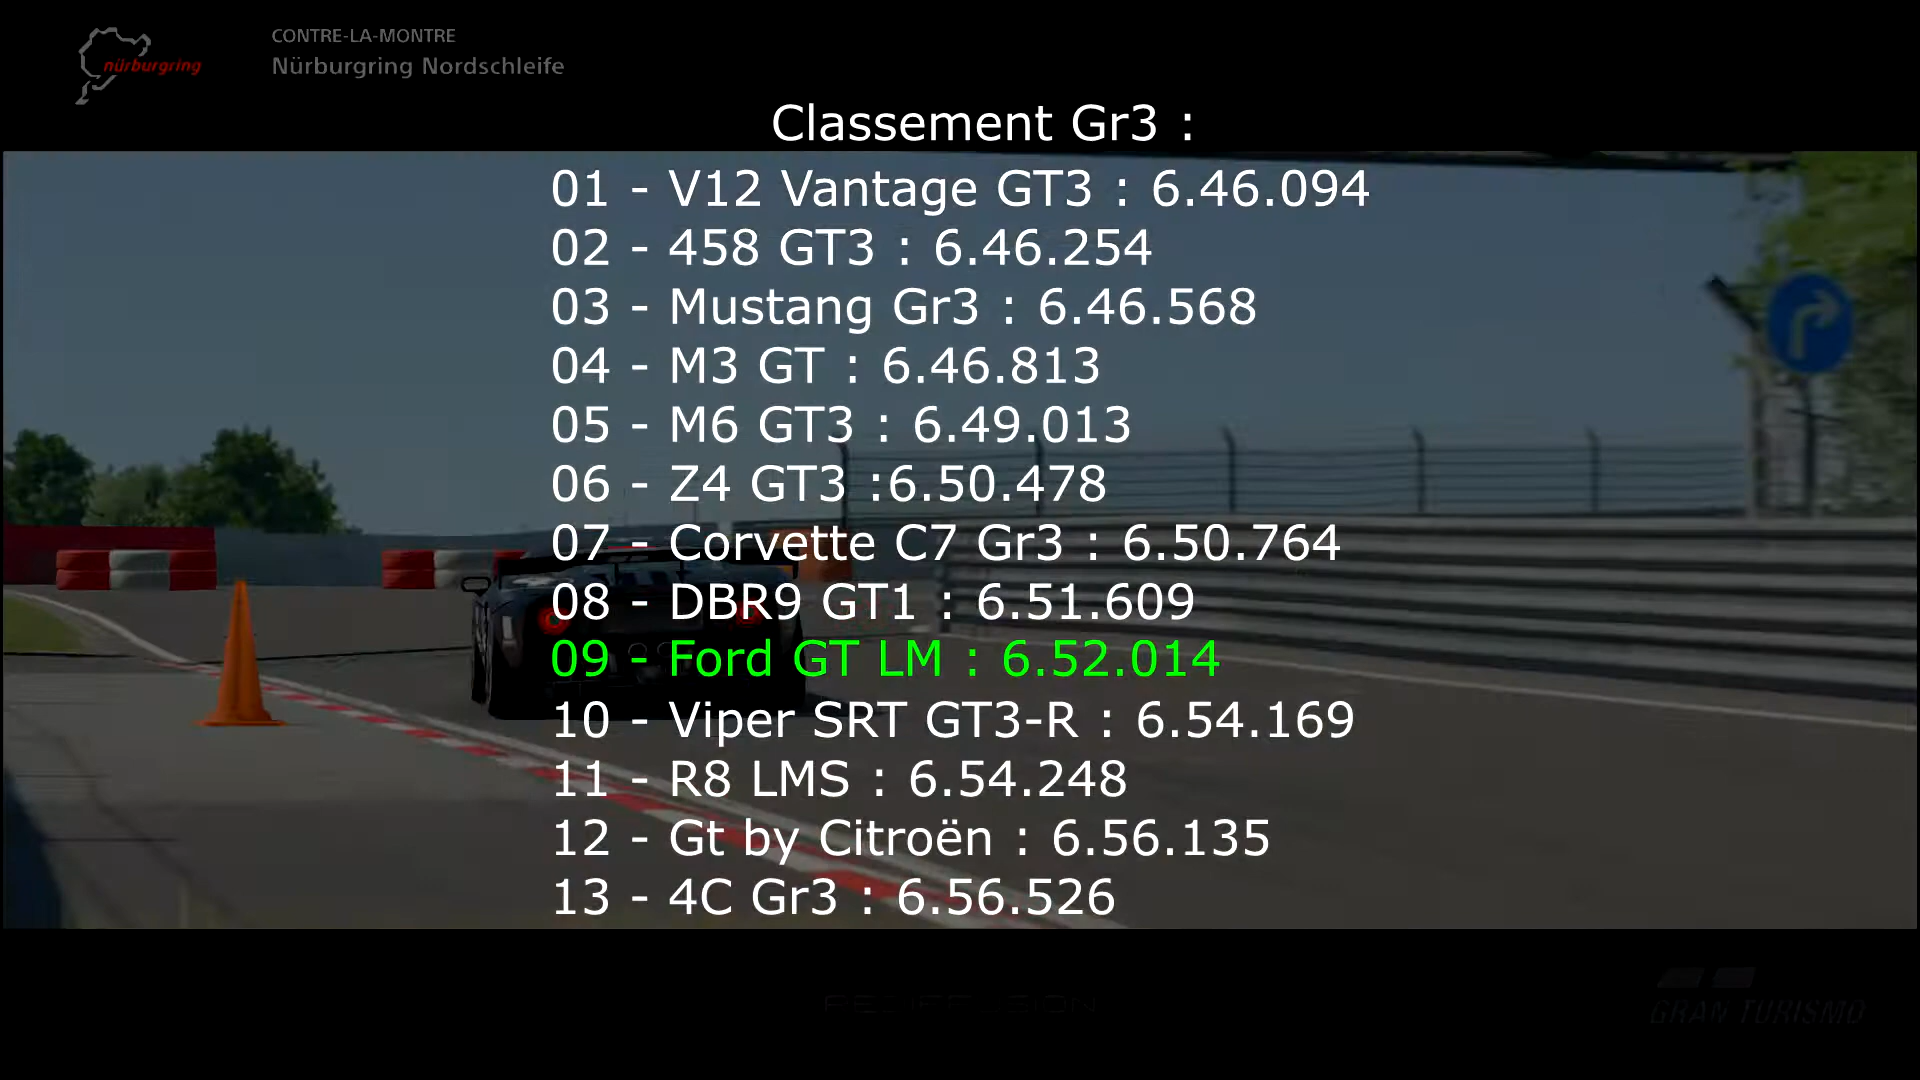 nürburgring
CONTRE-LA-MONTRE
Nürburgring Nordschleife
Classement Gr3 :
01 - V12 Vantage GT3 : 6.46.094
02 - 458 GT3 : 6.46.254
03 - Mustang Gr3 : 6.46.568
04 - M3 GT : 6.46.813
05 - M6 GT3 : 6.49.013
06 - Z4 GT3 :6.50.478
07 - Corvette C7 Gr3 : 6.50.764
08 - DBR9 GT1 : 6.51.609
09 - Ford GT LM : 6.52.014
10 - Viper SRT GT3-R : 6.54.169
11 - R8 LMS : 6.54.248
12 - Gt by Citroën : 6.56.135
13 - 4C Gr3 : 6.56.526
GRAN TURISMO